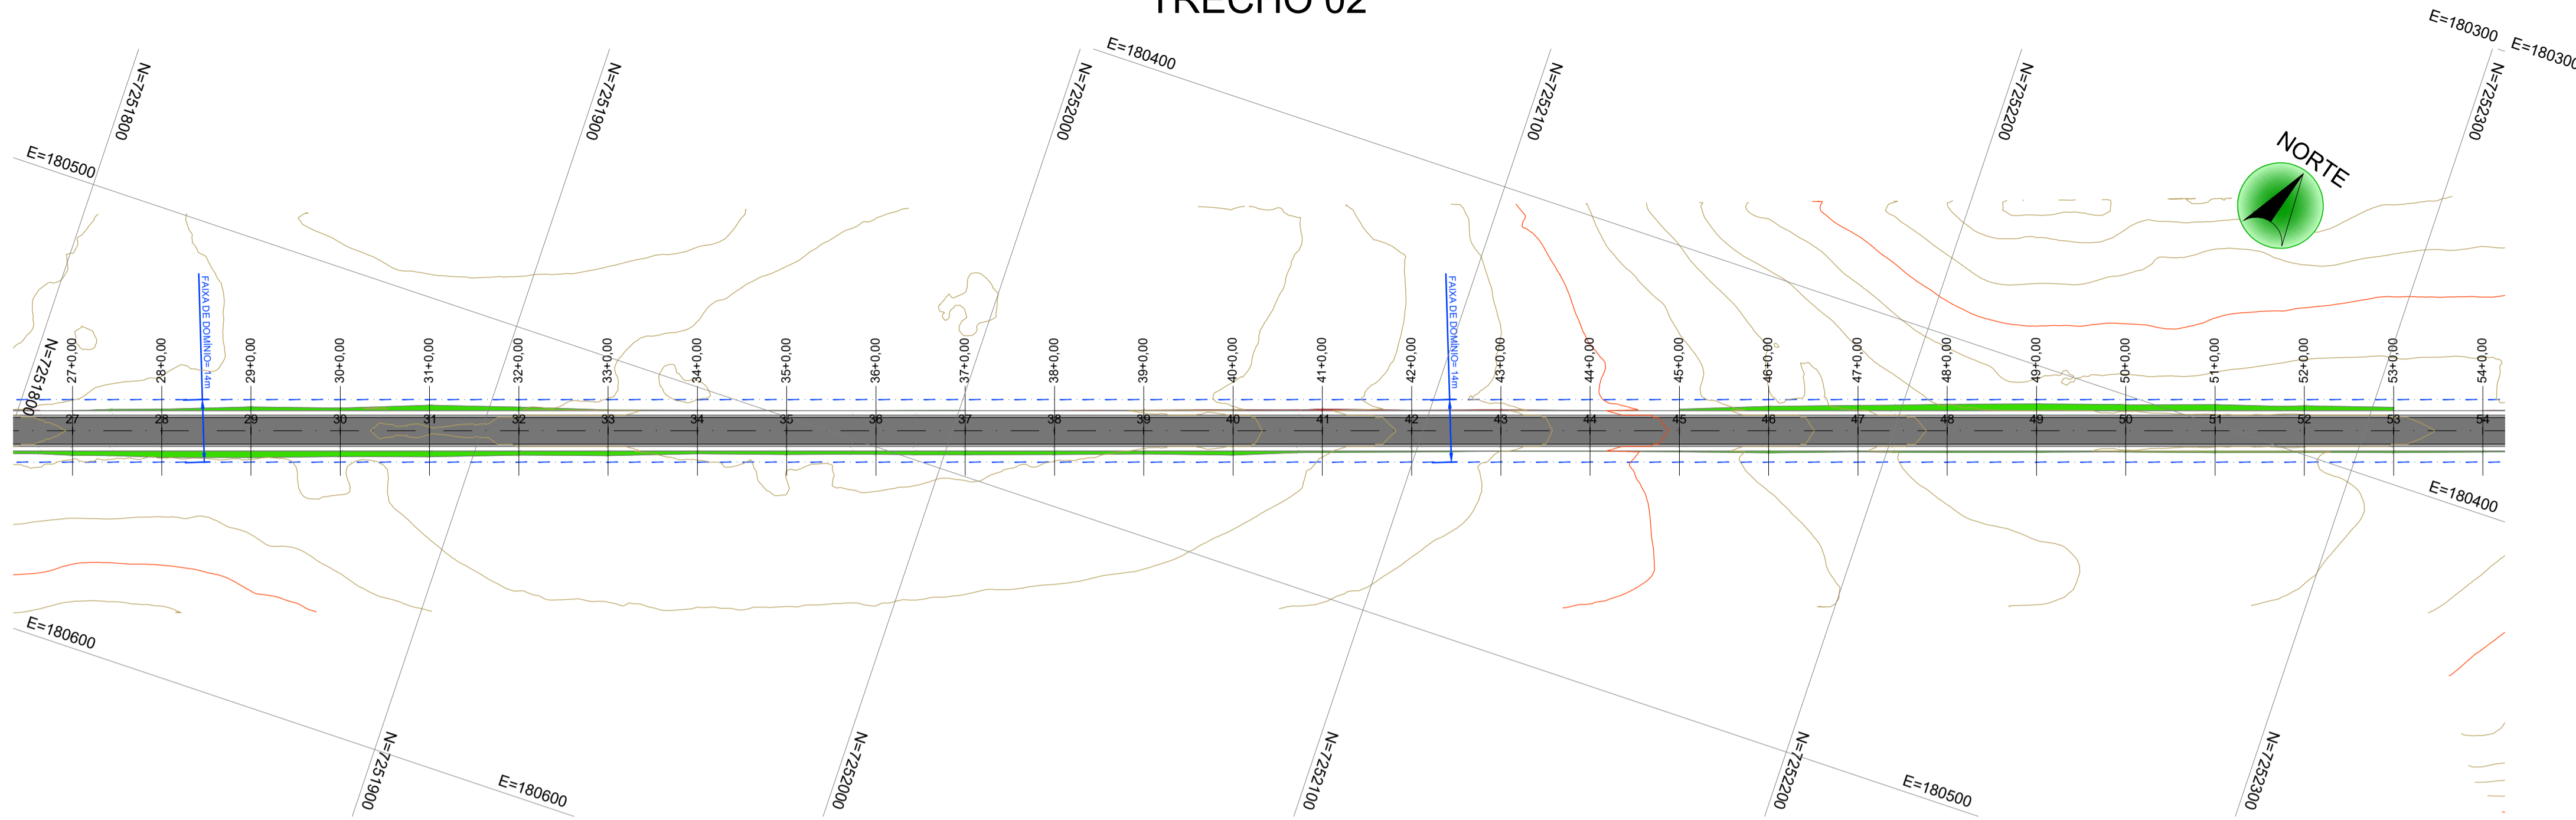 TRECHO 02
E=180300
E=180300
E=180400
N=7251800
N=7251900
N=7252000
N=7252100
N=7252200
N=7252300
NORTE
E=180500
FAIXA DE DOMÍNIO= 14m
FAIXA DE DOMÍNIO= 14m
N=7251800
27+0,00
28+0,00
29+0,00
30+0,00
31+0,00
32+0,00
33+0,00
34+0,00
35+0,00
36+0,00
37+0,00
38+0,00
39+0,00
40+0,00
41+0,00
42+0,00
43+0,00
44+0,00
45+0,00
46+0,00
47+0,00
48+0,00
49+0,00
50+0,00
51+0,00
52+0,00
53+0,00
54+0,00
27 28 29 30 31 32 33 34 35 36 37 38 39 40 41 42 43 44 45 46 47 48 49 50 51 52 53 54
E=180400
E=180600
N=7251900
N=7252000
N=7252100
N=7252200
N=7252300
E=180600
E=180500